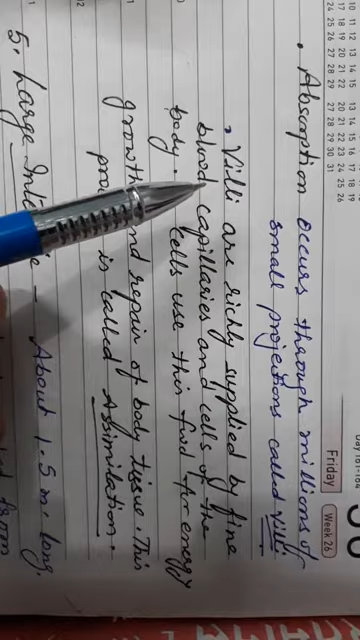 Friday
Week 26
. Absorption occurs through millions of
small projections called villi
. Villi are richly supplied by fine
blood capillaries and cells of the
body. Cells use this food for energy
growth and repair of body tissue. This
is called Assimilation.
5. Large - About 1.5 m. long.